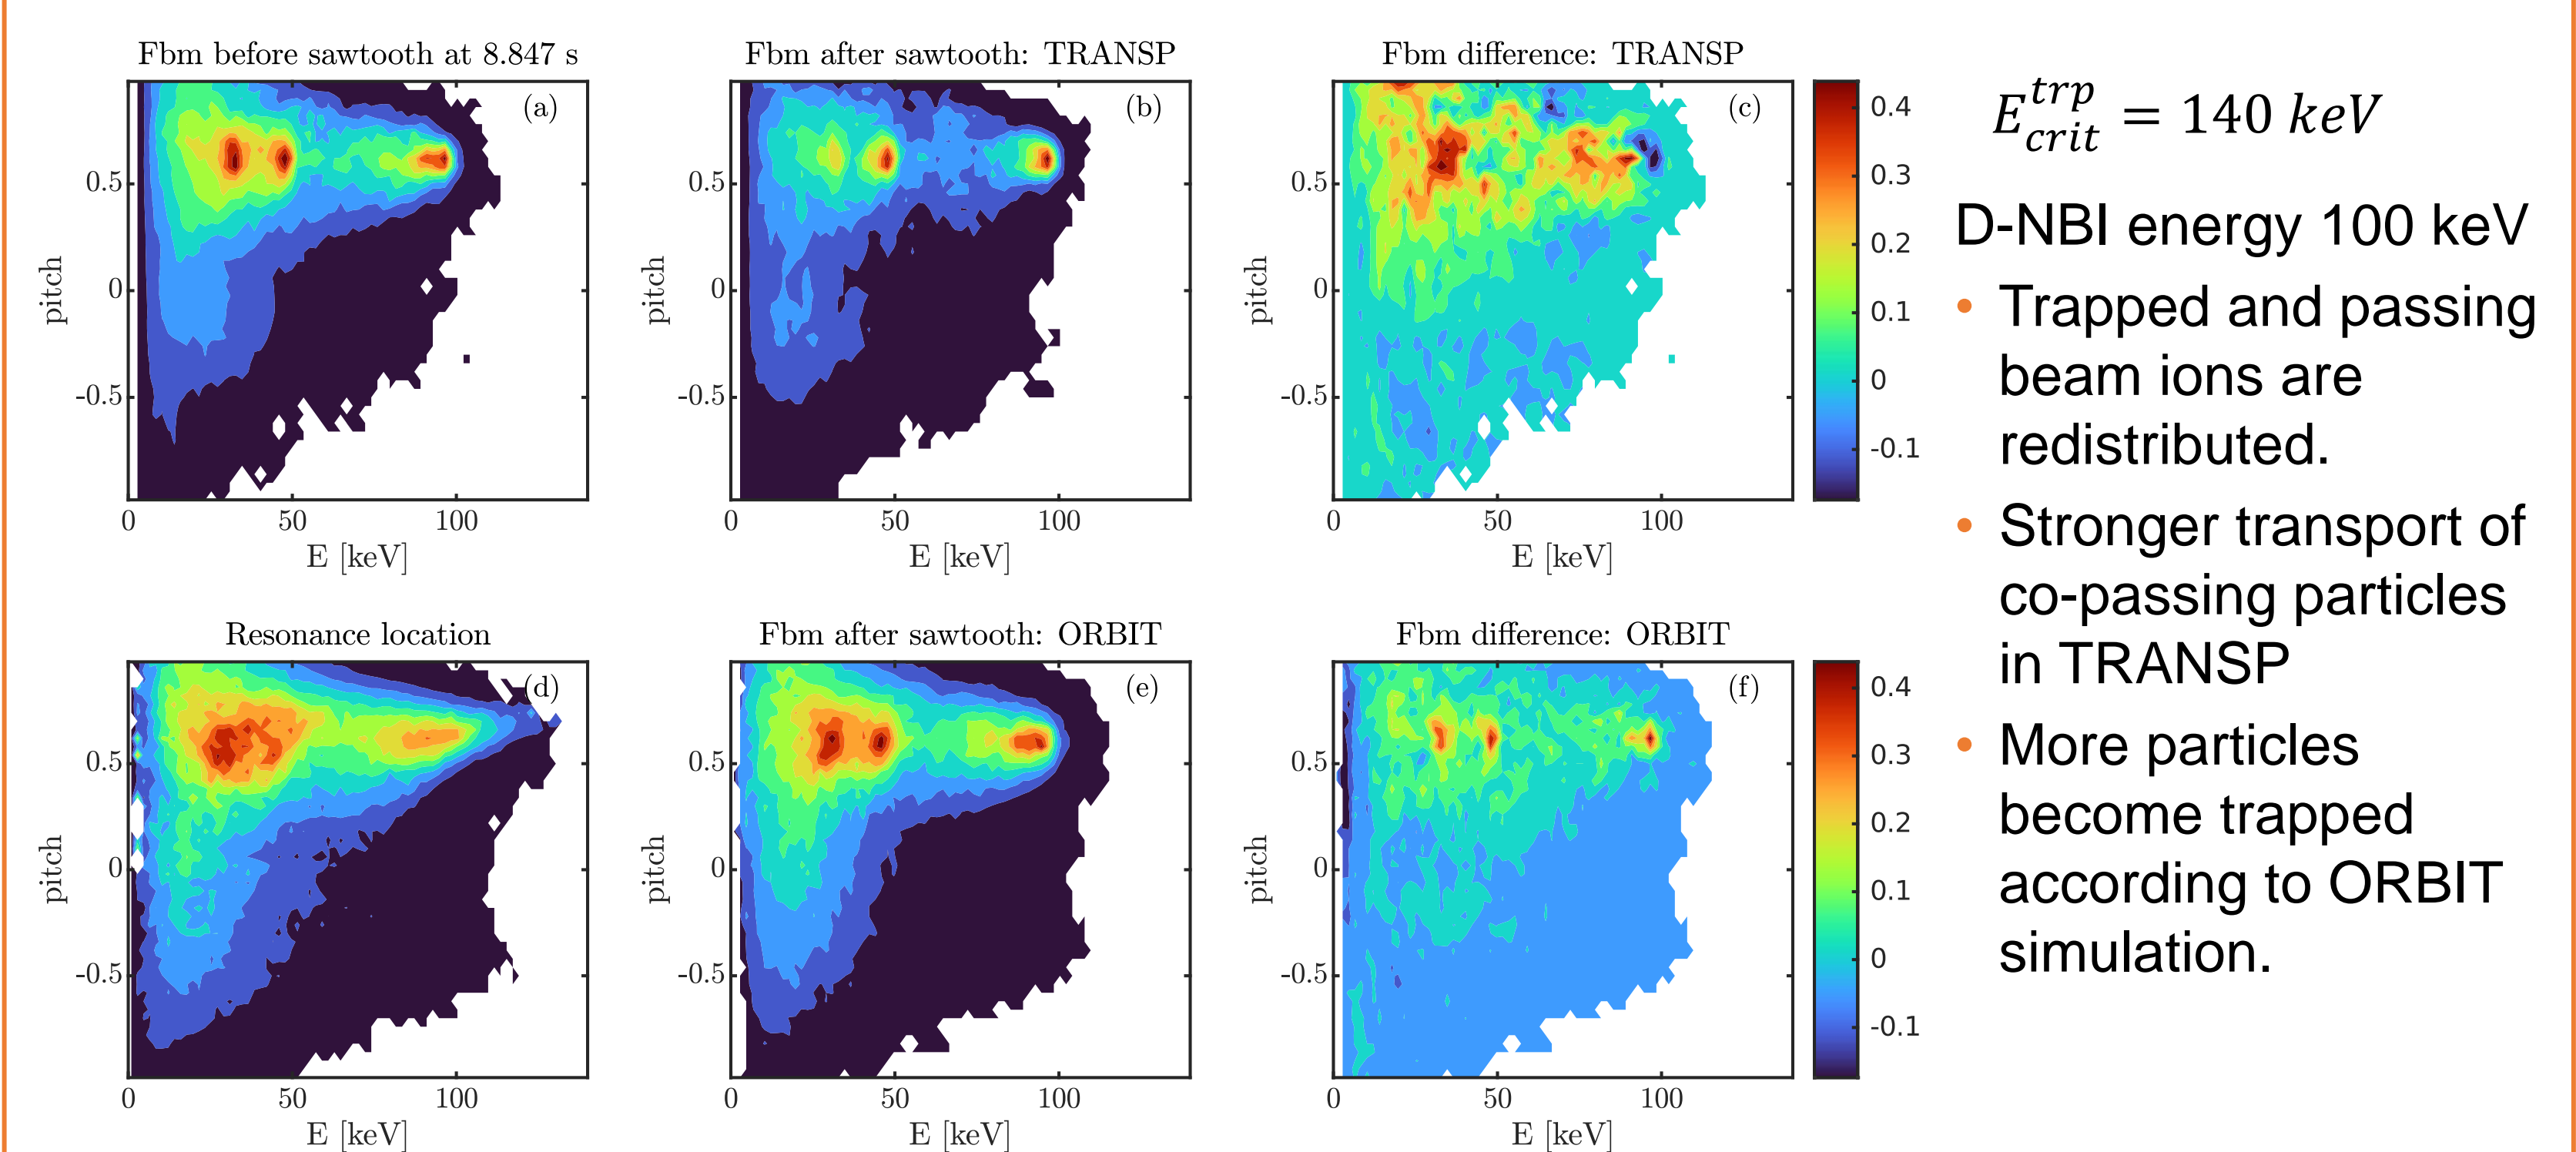 Fbm before sawtooth at 8.847 s
(a)
0.5
0
-0.5
pitch
0
50
100
E [keV]
Fbm after sawtooth: TRANSP
(b)
0.5
0
-0.5
pitch
0
50
100
E [keV]
Fbm difference: TRANSP
(c)
0.5
0
-0.5
pitch
0
50
100
E [keV]
0.4
0.3
0.2
0.1
0
-0.1
Resonance location
(d)
0.5
0
-0.5
pitch
0
50
100
E [keV]
Fbm after sawtooth: ORBIT
(e)
0.5
0
-0.5
pitch
0
50
100
E [keV]
Fbm difference: ORBIT
(f)
0.5
0
-0.5
pitch
0
50
100
E [keV]
0.4
0.3
0.2
0.1
0
-0.1
E_{crit}^{trp} = 140 keV
D-NBI energy 100 keV
• Trapped and passing
beam ions are
redistributed.
• Stronger transport of
co-passing particles
in TRANSP
• More particles
become trapped
according to ORBIT
simulation.